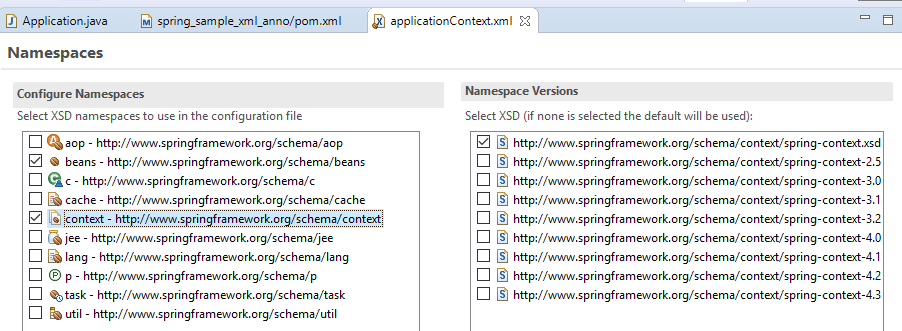 Application.java
spring_sample_xml_anno/pom.xml
applicationContext.xml
Namespaces
Configure Namespaces
Select XSD namespaces to use in the configuration file
aop - http://www.springframework.org/schema/aop
beans - http://www.springframework.org/schema/beans
c - http://www.springframework.org/schema/c
cache - http://www.springframework.org/schema/cache
context - http://www.springframework.org/schema/context
jee - http://www.springframework.org/schema/jee
lang - http://www.springframework.org/schema/lang
p - http://www.springframework.org/schema/p
task - http://www.springframework.org/schema/task
util - http://www.springframework.org/schema/util
Namespace Versions
Select XSD (if none is selected the default will be used):
http://www.springframework.org/schema/context/spring-context.xsd
http://www.springframework.org/schema/context/spring-context-2.5
http://www.springframework.org/schema/context/spring-context-3.0
http://www.springframework.org/schema/context/spring-context-3.1
http://www.springframework.org/schema/context/spring-context-3.2
http://www.springframework.org/schema/context/spring-context-4.0
http://www.springframework.org/schema/context/spring-context-4.1
http://www.springframework.org/schema/context/spring-context-4.2
http://www.springframework.org/schema/context/spring-context-4.3